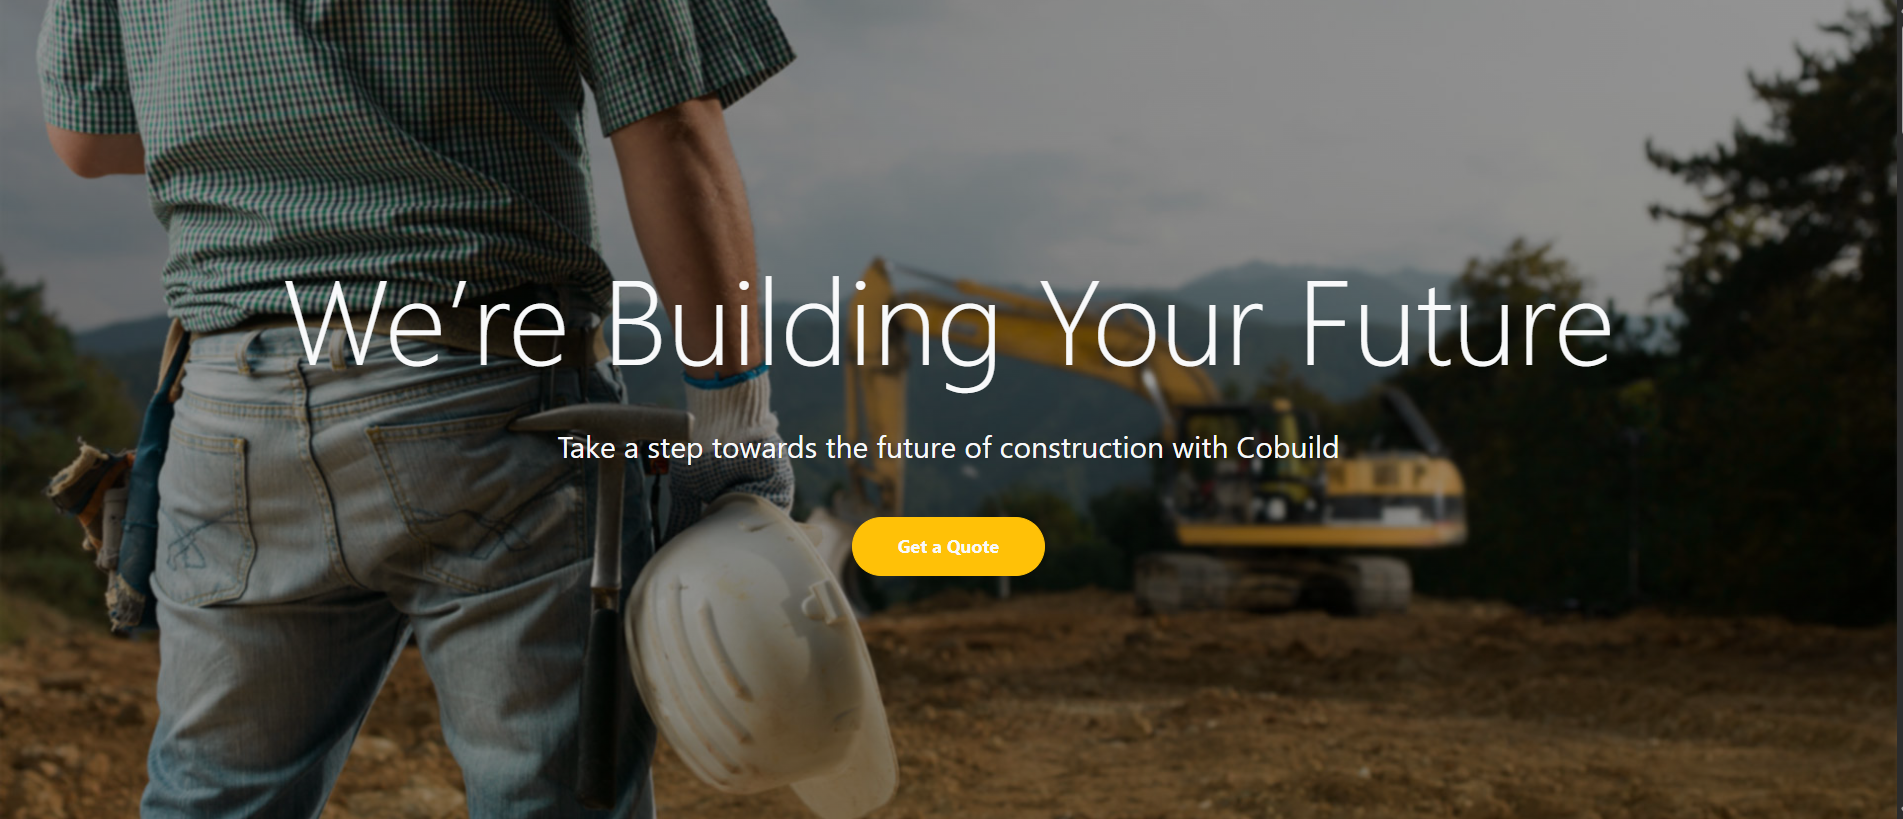 We’re Building Your Future
Take a step towards the future of construction with Cobuild
Get a Quote